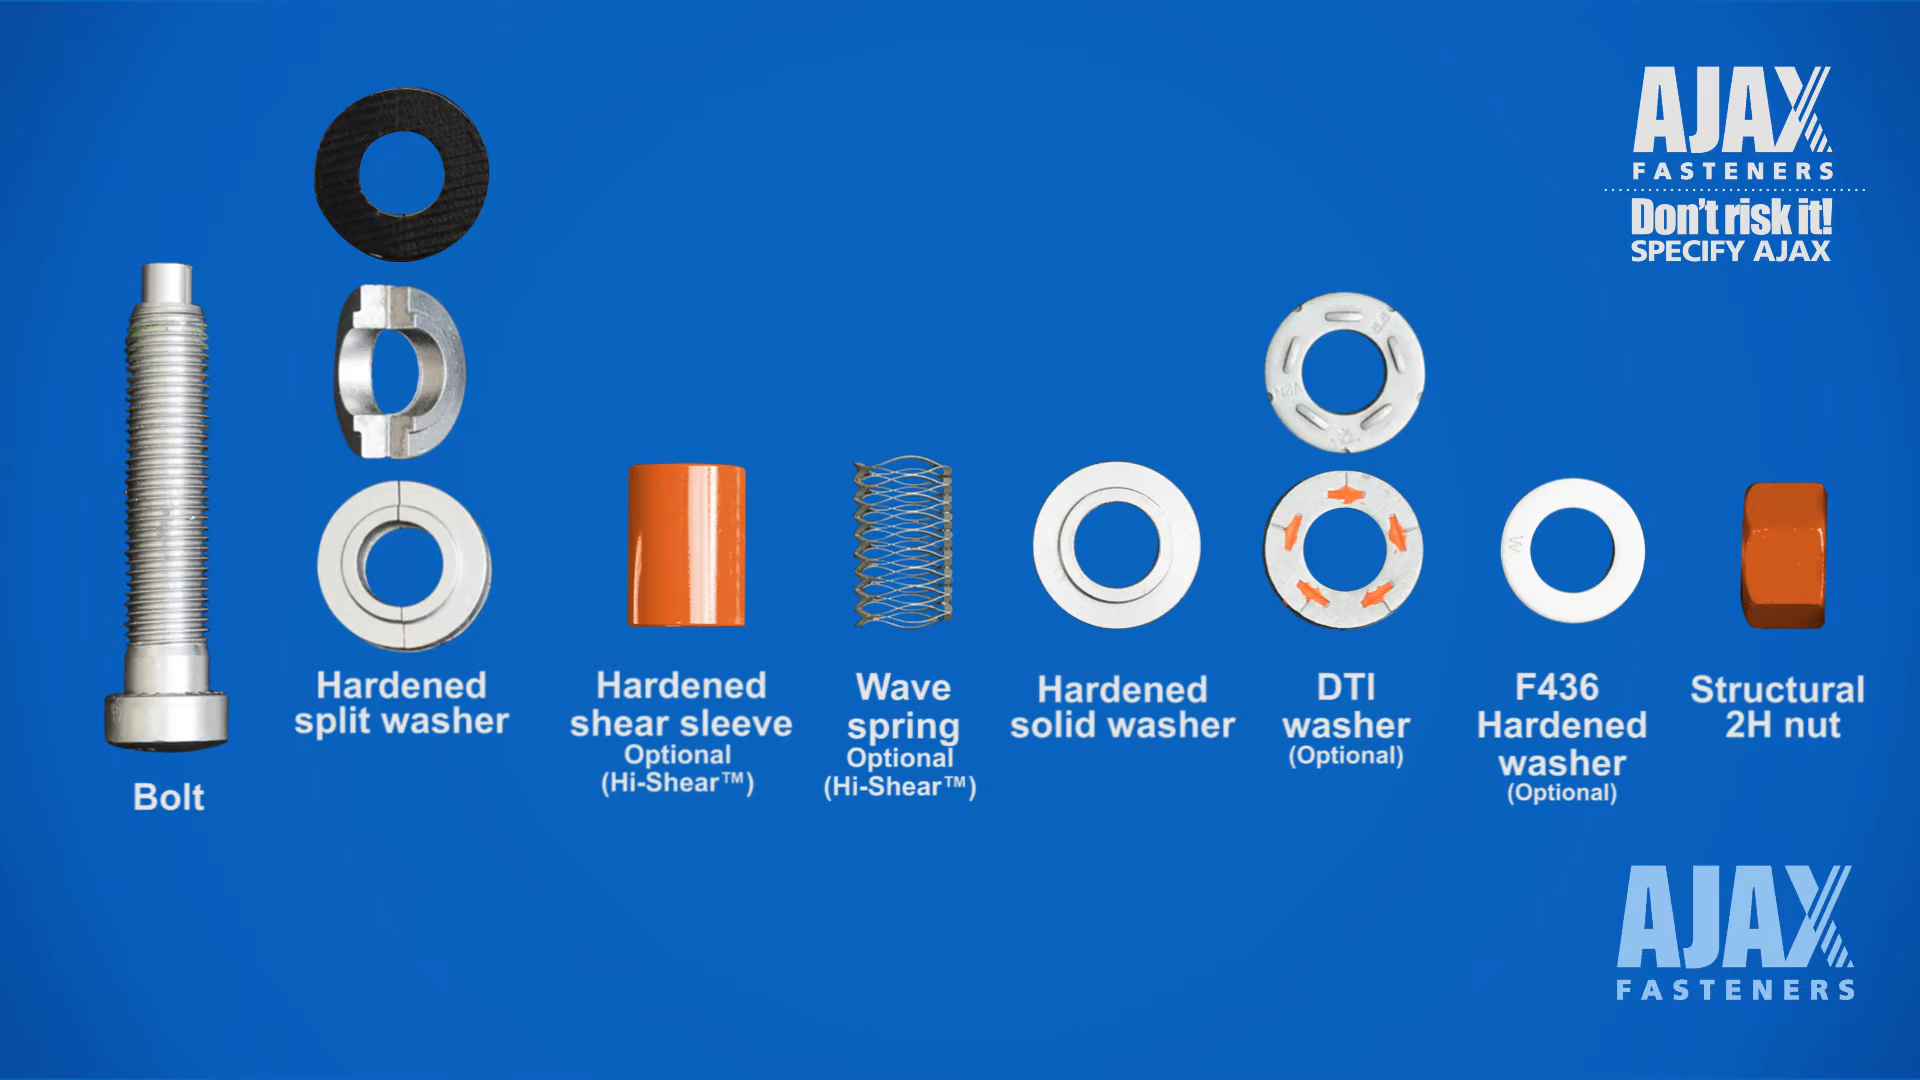 AJAX
FASTENERS
Don't risk it!
SPECIFY AJAX
Bolt
Hardened
split washer
Hardened
shear sleeve
Optional
(Hi-Shear™)
Wave
spring
Optional
(Hi-Shear™)
Hardened
solid washer
DTI
washer
(Optional)
F436
Hardened
washer
(Optional)
Structural
2H nut
W
AJAX
FASTENERS